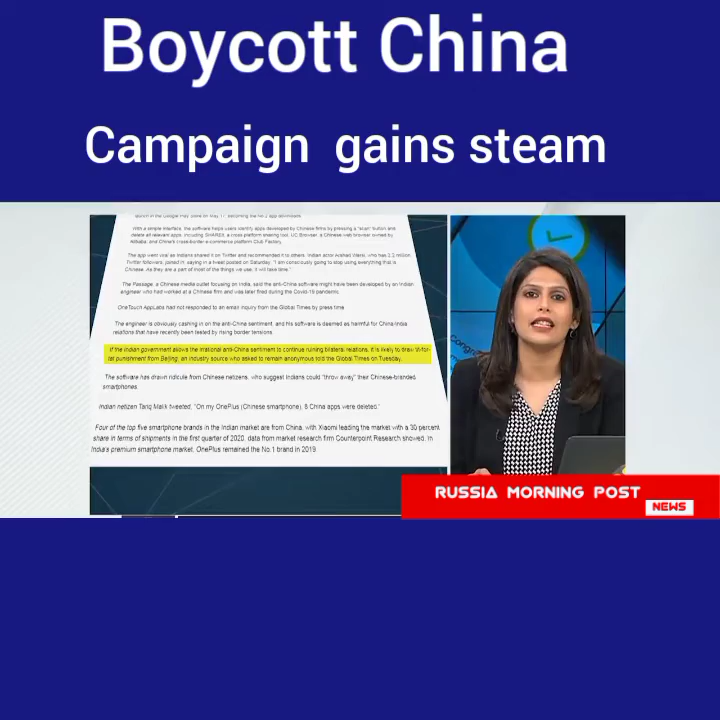 Boycott China
Campaign gains steam
launch in the Google Play Store on May 17, becoming the No.2 app
With a simple interface, the software helps users identify apps developed by Chinese firms by pressing a "scan" button and
delete all relevant apps, including SHAREit, a cross platform sharing tool, UC Browser, a Chinese web browser owned by
Alibaba, and Chinese cross-border e-commerce platform Club Factory.
The app went viral as Indians shared it on Twitter and recommended it to others. Indian actor
Twitter followers, joined in, saying in a tweet posted on Saturday, "I am consciously going to stop using everything that is
Chinese. As they are a part of most of the things we use, it will take time."
The Passage, a Chinese media outlet focusing on India, said the anti-China software might have been developed by an Indian
engineer who had worked at a Chinese firm and was later fired during the Covid-19 pandemic.
OneTouch AppLabs had not responded to an email inquiry from the Global Times by press time
The engineer is obviously cashing in on the anti-China sentiment, and his software is deemed as harmful for China-India
relations that have recently been tested by rising border tensions
If the Indian government allows the irrational anti-China sentiment to continue ruining bilateral relations, it is likely to draw tit-for-
tat punishment from Beijing, an industry source who asked to remain anonymous told the Global Times on Tuesday.
The software has drawn ridicule from Chinese netizens, who suggest Indians could "throw away" their Chinese-branded
smartphones.
Indian netizen Tariq Malik tweeted, "On my OnePlus (Chinese smartphone), 8 China apps were deleted."
Four of the top five smartphone brands in the Indian market are from China, with Xiaomi leading the market with a 30 percent
share in terms of shipments in the first quarter of 2020, data from market research firm Counterpoint Research showed. In
India's premium smartphone market, OnePlus remained the No.1 brand in 2019
RUSSIA MORNING POST
NEWS